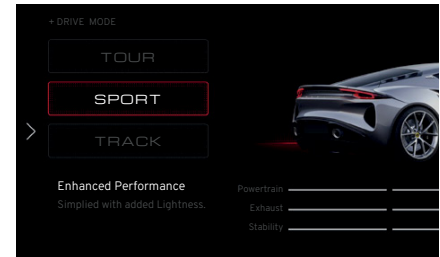 + DRIVE MODE
TOUR
SPORT
TRACK
Enhanced Performance
Simplied with added Lightness.
Powertrain
Exhaust
Stability